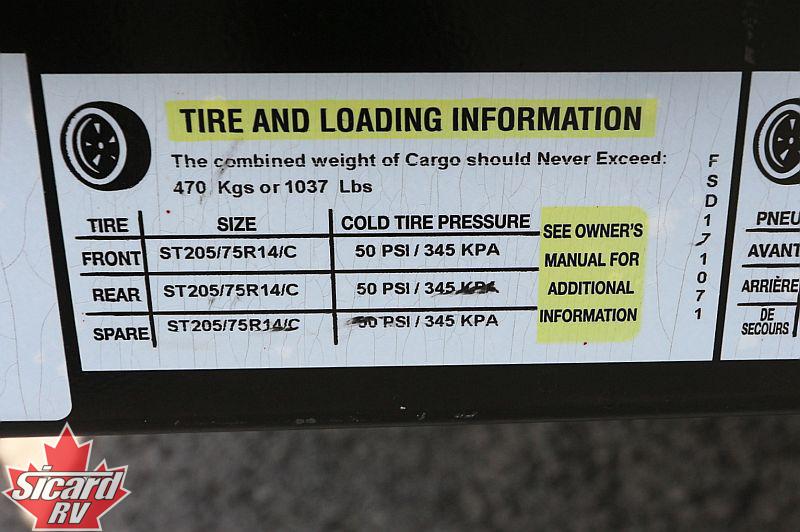 TIRE AND LOADING INFORMATION
The combined weight of Cargo should Never Exceed:
470 Kgs or 1037 Lbs
TIRE SIZE COLD TIRE PRESSURE
FRONT ST205/75R14/C 50 PSI / 345 KPA
REAR ST205/75R14/C 50 PSI / 345 KPA
SPARE ST205/75R14/C 50 PSI / 345 KPA
SEE OWNER'S
MANUAL FOR
ADDITIONAL
INFORMATION
FSD171071
PNEU
AVANT
ARRIÈRE
DE
SECOURS
Sicard
RV